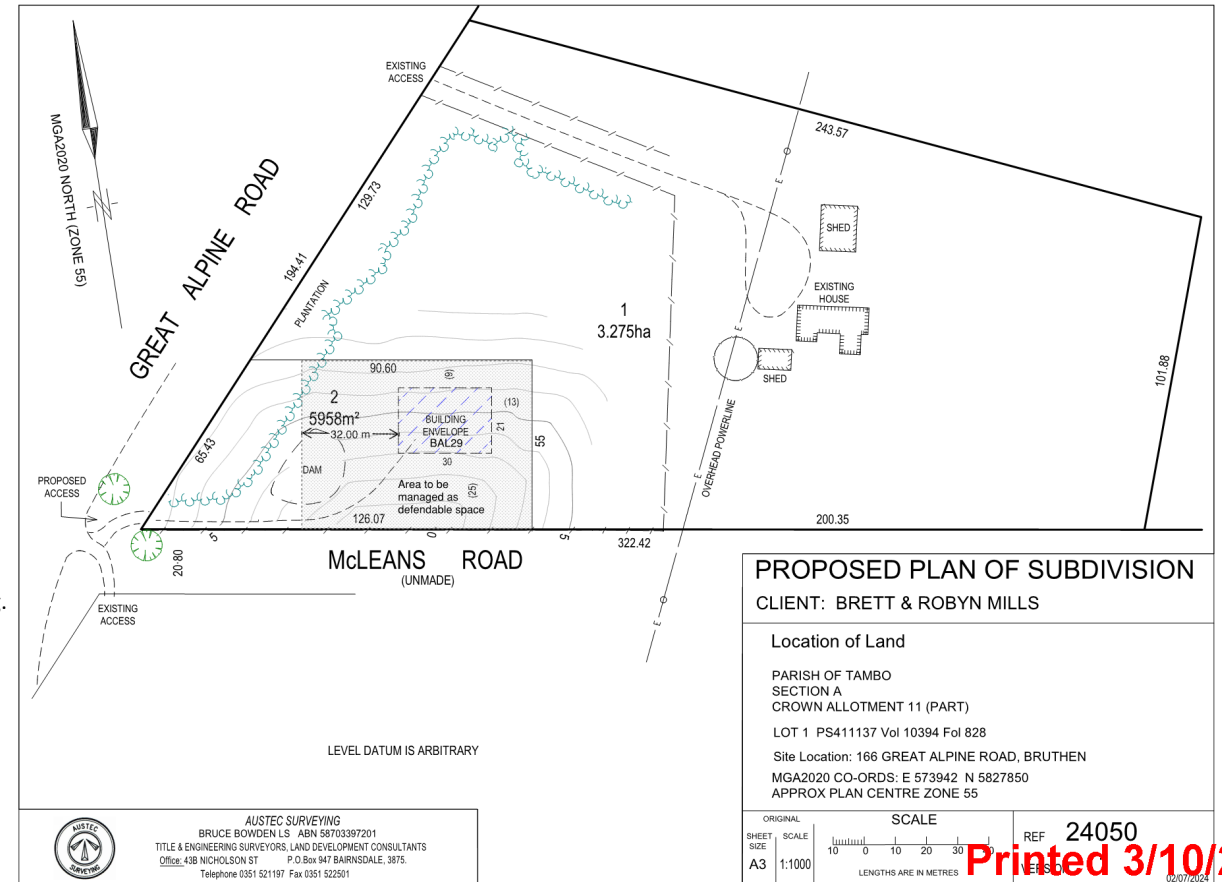 EXISTING
ACCESS
243.57
MGA2020 NORTH (ZONE 55)
GREAT ALPINE ROAD
129.73
194.41
PLANTATION
E
SHED
EXISTING
HOUSE
1
3.275ha
E
SHED
101.88
90.60
(9)
2
5958m²
32.00 m
BUILDING
ENVELOPE
BAL29
(13)
21
55
30
65.43
DAM
Area to be
managed as
defendable space
(25)
E
OVERHEAD POWERLINE
PROPOSED
ACCESS
126.07
200.35
5
0
5
322.42
20.80
McLEANS ROAD
(UNMADE)
E
EXISTING
ACCESS
LEVEL DATUM IS ARBITRARY
PROPOSED PLAN OF SUBDIVISION
CLIENT: BRETT & ROBYN MILLS
Location of Land
PARISH OF TAMBO
SECTION A
CROWN ALLOTMENT 11 (PART)
LOT 1 PS411137 Vol 10394 Fol 828
Site Location: 166 GREAT ALPINE ROAD, BRUTHEN
MGA2020 CO-ORDS: E 573942 N 5827850
APPROX PLAN CENTRE ZONE 55
AUSTEC
SURVEYING
AUSTEC SURVEYING
BRUCE BOWDEN LS ABN 58703397201
TITLE & ENGINEERING SURVEYORS, LAND DEVELOPMENT CONSULTANTS
Office: 43B NICHOLSON ST P.O.Box 947 BAIRNSDALE, 3875.
Telephone 0351 521197 Fax 0351 522501
ORIGINAL
SHEET SIZE
SCALE
A3
1:1000
SCALE
10 0 10 20 30 40
LENGTHS ARE IN METRES
REF 24050
Printed 3/10/2
02/07/2024